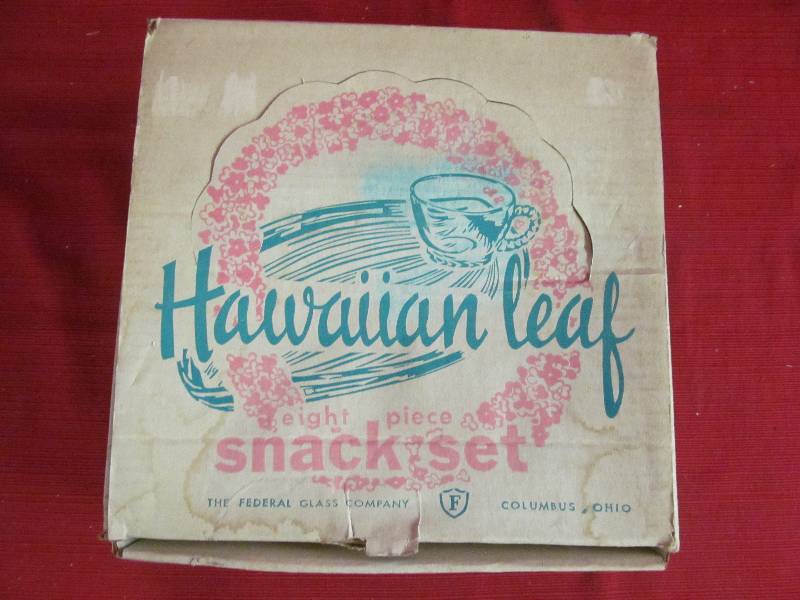 Hawaiian leaf
eight piece
snack set
THE FEDERAL GLASS COMPANY F COLUMBUS, OHIO